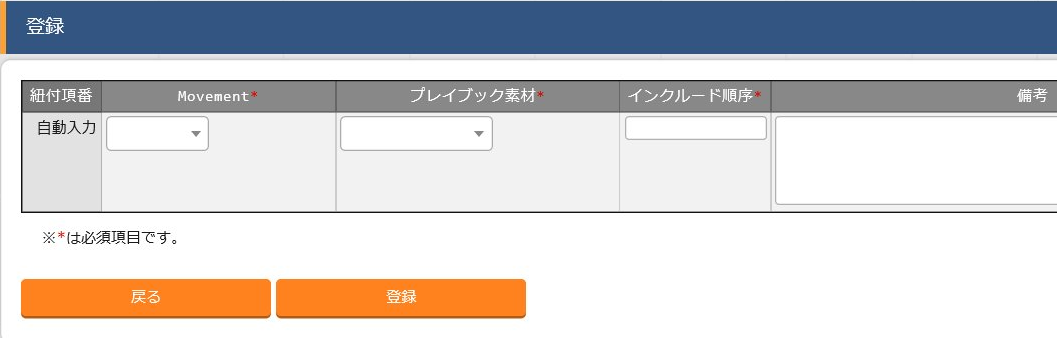 登録
紐付項番 Movement* プレイブック素材* インクルード順序* 備考
自動入力
※*は必須項目です。
戻る 登録